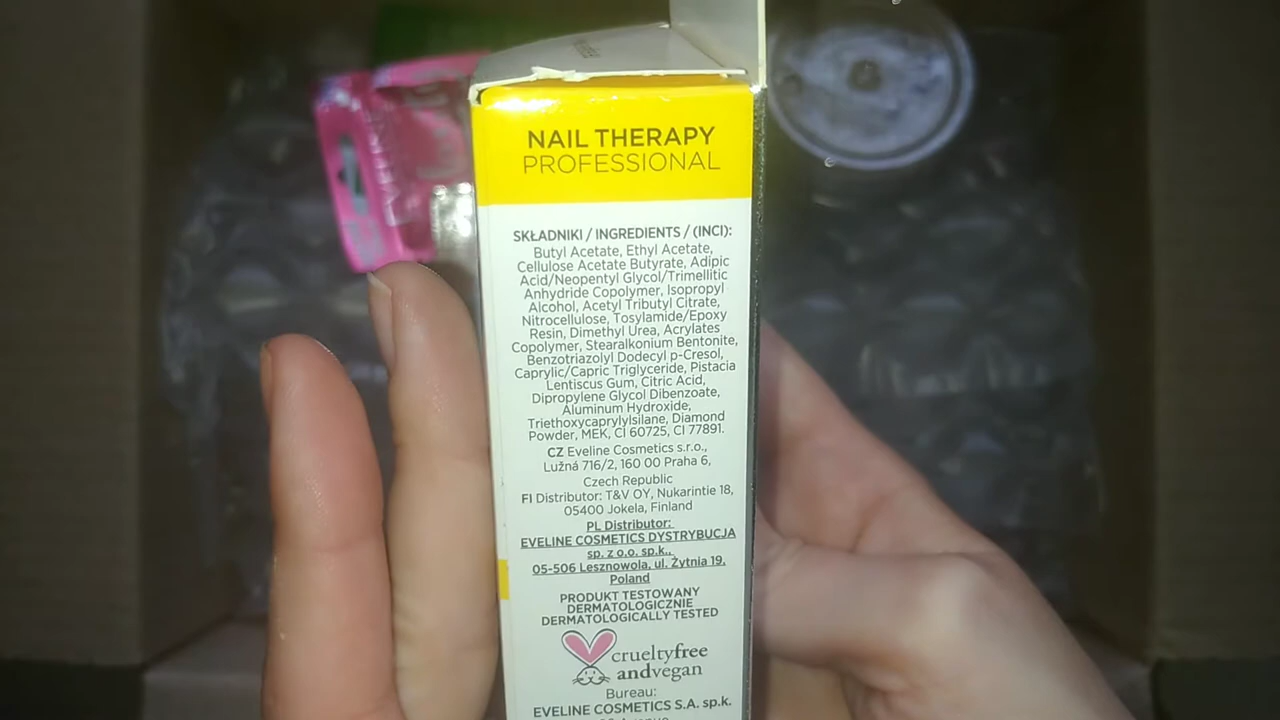 NAIL THERAPY
PROFESSIONAL
SKŁADNIKI / INGREDIENTS / (INCI):
Butyl Acetate, Ethyl Acetate,
Cellulose Acetate Butyrate, Adipic
Acid/Neopentyl Glycol/Trimellitic
Anhydride Copolymer, Isopropyl
Alcohol, Acetyl Tributyl Citrate,
Nitrocellulose, Tosylamide/Epoxy
Resin, Dimethyl Urea, Acrylates
Copolymer, Stearalkonium Bentonite,
Benzotriazolyl Dodecyl p-Cresol,
Caprylic/Capric Triglyceride, Pistacia
Lentiscus Gum, Citric Acid,
Dipropylene Glycol Dibenzoate,
Aluminum Hydroxide,
Triethoxycaprylylsilane, Diamond
Powder, MEK, CI 60725, CI 77891.
CZ Eveline Cosmetics s.r.o.,
Lužná 716/2, 160 00 Praha 6,
Czech Republic
FI Distributor: T&V OY, Nukarintie 18,
05400 Jokela, Finland
PL Distributor:
EVELINE COSMETICS DYSTRYBUCJA
sp. z o.o. sp.k.,
05-506 Lesznowola, ul. Żytnia 19,
Poland
PRODUKT TESTOWANY
DERMATOLOGICZNIE
DERMATOLOGICALLY TESTED
crueltyfree
andvegan
Bureau:
EVELINE COSMETICS S.A. sp.k.